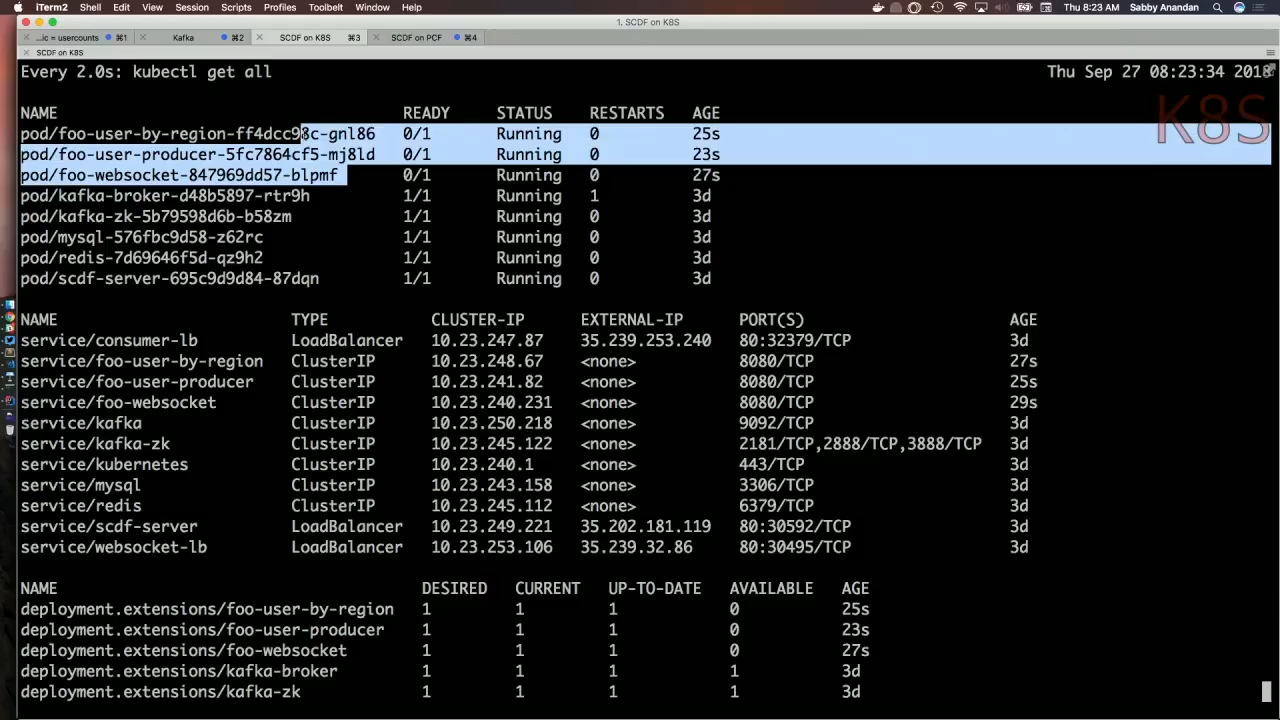 iTerm2 Shell Edit View Session Scripts Profiles Toolbelt Window Help Thu 8:23 AM Sabby Anandan
1. SCDF on K8S
...ic = usercounts ⌘1 Kafka ⌘2 SCDF on K8S ⌘3 SCDF on PCF ⌘4
SCDF on K8S
Every 2.0s: kubectl get all Thu Sep 27 08:23:34 2018
K8S
NAME READY STATUS RESTARTS AGE
pod/foo-user-by-region-ff4dcc98c-gnl86 0/1 Running 0 25s
pod/foo-user-producer-5fc7864cf5-mj8ld 0/1 Running 0 23s
pod/foo-websocket-847969dd57-blpmf 0/1 Running 0 27s
pod/kafka-broker-d48b5897-rtr9h 1/1 Running 1 3d
pod/kafka-zk-5b79598d6b-b58zm 1/1 Running 0 3d
pod/mysql-576fbc9d58-z62rc 1/1 Running 0 3d
pod/redis-7d69646f5d-qz9h2 1/1 Running 0 3d
pod/scdf-server-695c9d9d84-87dqn 1/1 Running 0 3d
NAME TYPE CLUSTER-IP EXTERNAL-IP PORT(S) AGE
service/consumer-lb LoadBalancer 10.23.247.87 35.239.253.240 80:32379/TCP 3d
service/foo-user-by-region ClusterIP 10.23.248.67 <none> 8080/TCP 27s
service/foo-user-producer ClusterIP 10.23.241.82 <none> 8080/TCP 25s
service/foo-websocket ClusterIP 10.23.240.231 <none> 8080/TCP 29s
service/kafka ClusterIP 10.23.250.218 <none> 9092/TCP 3d
service/kafka-zk ClusterIP 10.23.245.122 <none> 2181/TCP,2888/TCP,3888/TCP 3d
service/kubernetes ClusterIP 10.23.240.1 <none> 443/TCP 3d
service/mysql ClusterIP 10.23.243.158 <none> 3306/TCP 3d
service/redis ClusterIP 10.23.245.112 <none> 6379/TCP 3d
service/scdf-server LoadBalancer 10.23.249.221 35.202.181.119 80:30592/TCP 3d
service/websocket-lb LoadBalancer 10.23.253.106 35.239.32.86 80:30495/TCP 3d
NAME DESIRED CURRENT UP-TO-DATE AVAILABLE AGE
deployment.extensions/foo-user-by-region 1 1 1 0 25s
deployment.extensions/foo-user-producer 1 1 1 0 23s
deployment.extensions/foo-websocket 1 1 1 0 27s
deployment.extensions/kafka-broker 1 1 1 1 3d
deployment.extensions/kafka-zk 1 1 1 1 3d